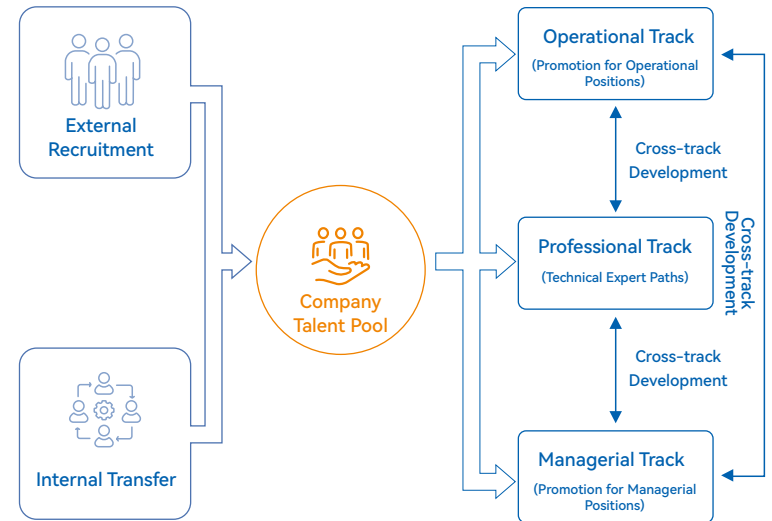 External
Recruitment
Internal Transfer
Company
Talent Pool
Operational Track
(Promotion for Operational
Positions)
Cross-track
Development
Professional Track
(Technical Expert Paths)
Cross-track
Development
Managerial Track
(Promotion for Managerial
Positions)
Cross-track
Development